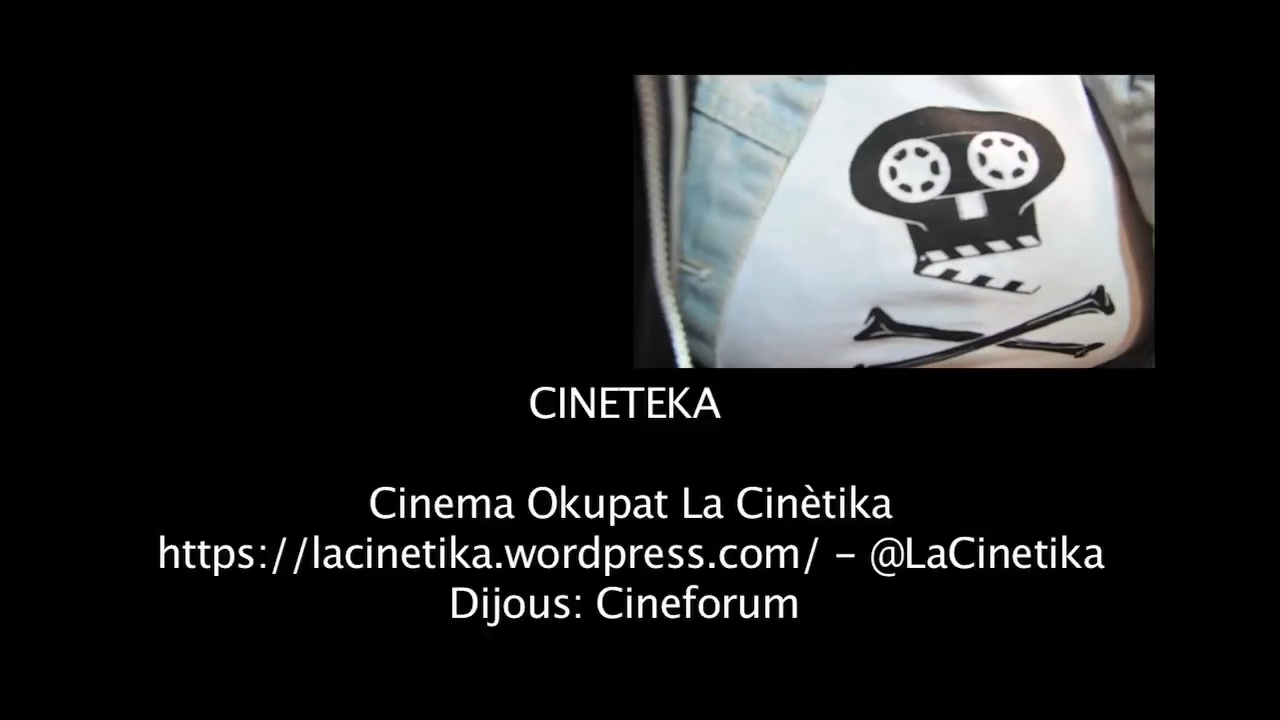 CINETEKA
Cinema Okupat La Cinètika
https://lacinetika.wordpress.com/ – @LaCinetika
Dijous: Cineforum